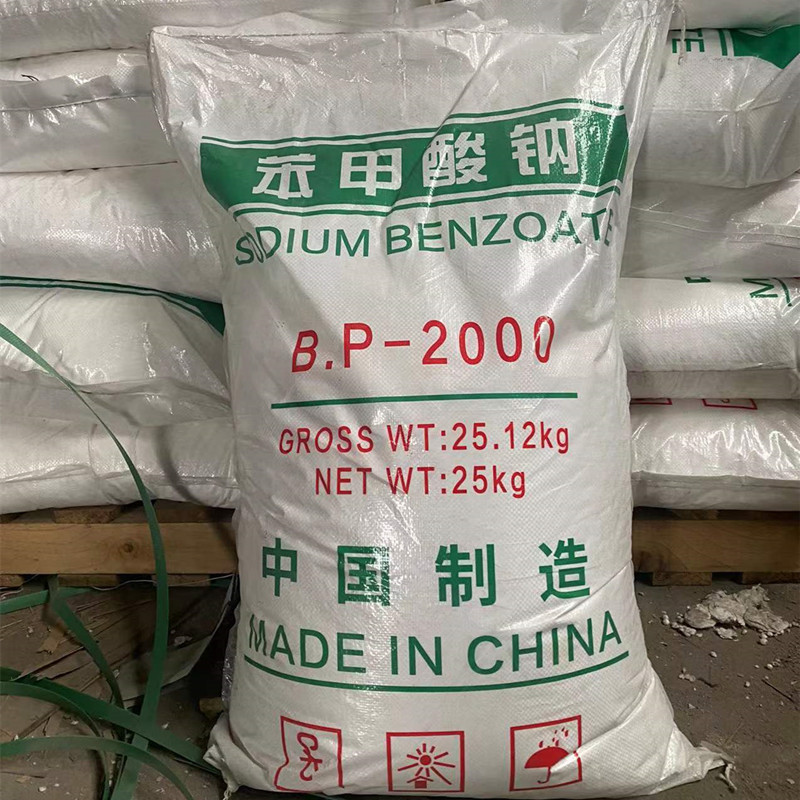 苯甲酸钠
SODIUM BENZOATE
B.P-2000
GROSS WT:25.12kg
NET WT:25kg
中国制造
MADE IN CHINA